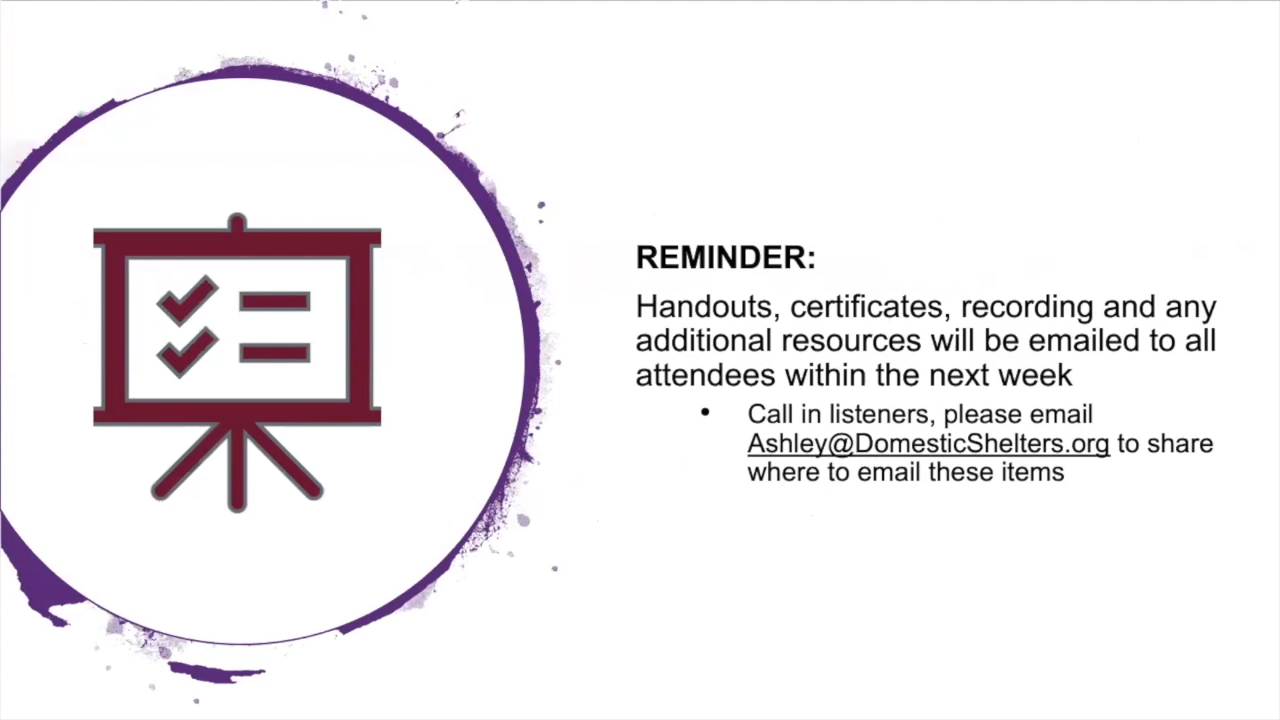 REMINDER:
Handouts, certificates, recording and any
additional resources will be emailed to all
attendees within the next week
• Call in listeners, please email
Ashley@DomesticShelters.org to share
where to email these items